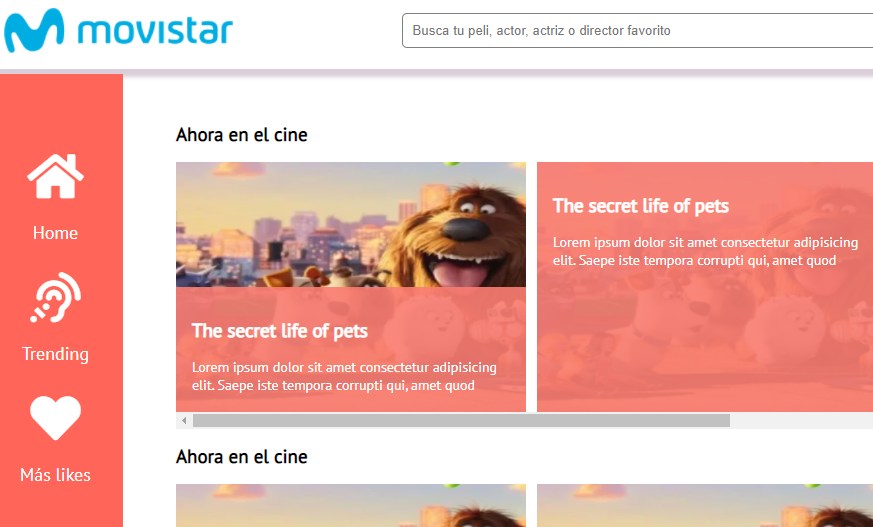 movistar
Busca tu peli, actor, actriz o director favorito
Home
Trending
Más likes
Ahora en el cine
The secret life of pets
Lorem ipsum dolor sit amet consectetur adipisicing
elit. Saepe iste tempora corrupti qui, amet quod
The secret life of pets
Lorem ipsum dolor sit amet consectetur adipisicing
elit. Saepe iste tempora corrupti qui, amet quod
Ahora en el cine